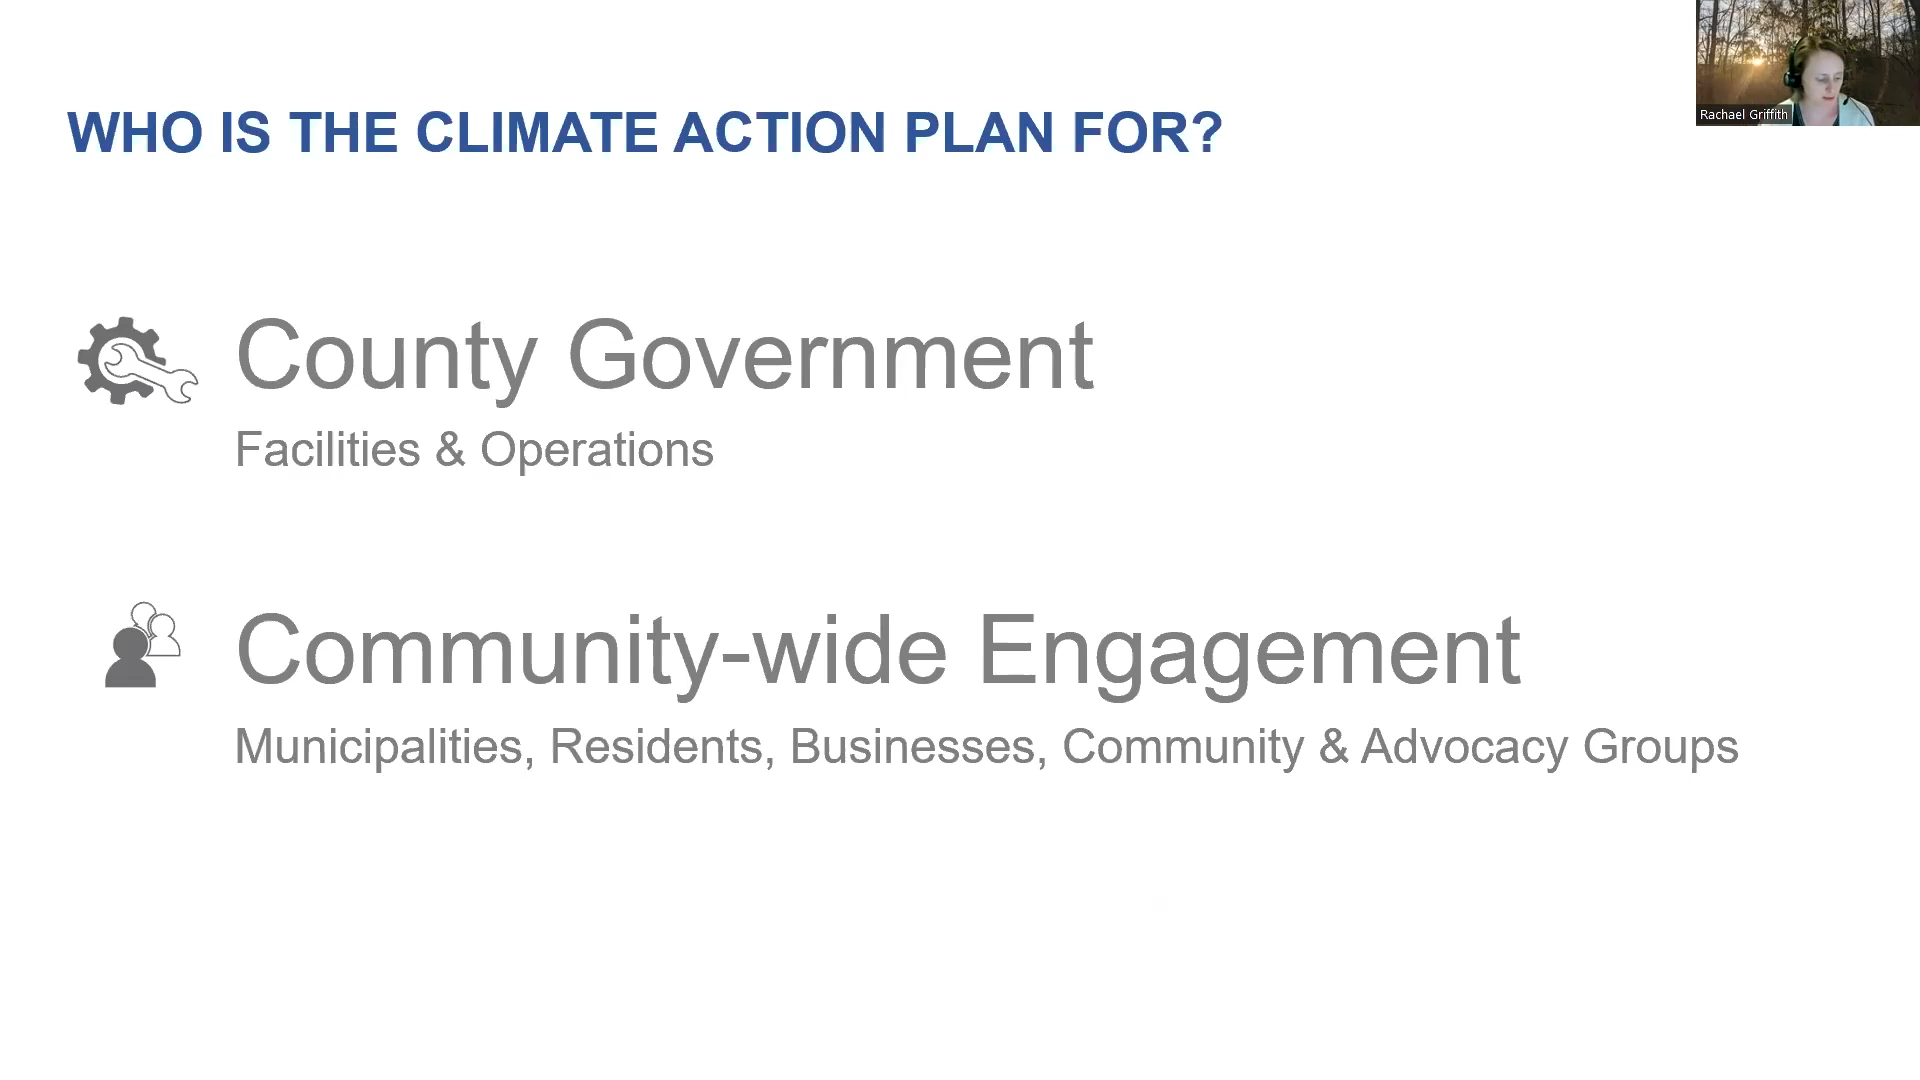 WHO IS THE CLIMATE ACTION PLAN FOR?
Rachael Griffith
County Government
Facilities & Operations
Community-wide Engagement
Municipalities, Residents, Businesses, Community & Advocacy Groups